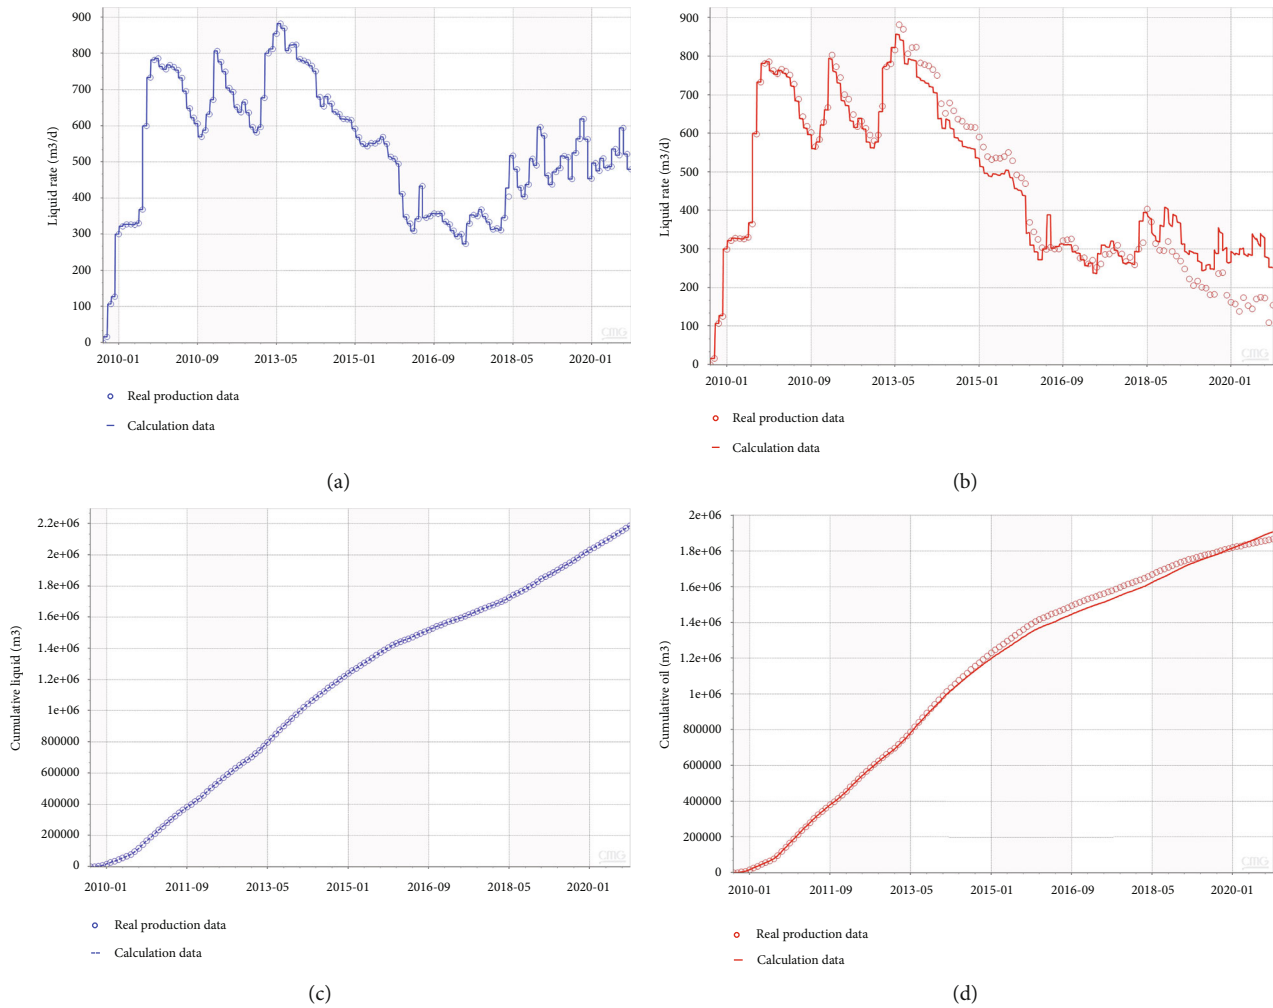 900
800
700
600
500
400
300
200
100
0
Liquid rate (m3/d)
2010-01
2010-09
2013-05
2015-01
2016-09
2018-05
2020-01
CMG
Real production data
Calculation data
(a)
900
800
700
600
500
400
300
200
100
0
Liquid rate (m3/d)
2010-01
2010-09
2013-05
2015-01
2016-09
2018-05
2020-01
CMG
Real production data
Calculation data
(b)
2.2e+06
2e+06
1.8e+06
1.6e+06
1.4e+06
1.2e+06
1e+06
800000
600000
400000
200000
0
Cumulative liquid (m3)
2010-01
2011-09
2013-05
2015-01
2016-09
2018-05
2020-01
CMG
Real production data
Calculation data
(c)
2e+06
1.8e+06
1.6e+06
1.4e+06
1.2e+06
1e+06
800000
600000
400000
200000
0
Cumulative oil (m3)
2010-01
2011-09
2013-05
2015-01
2016-09
2018-05
2020-01
CMG
Real production data
Calculation data
(d)